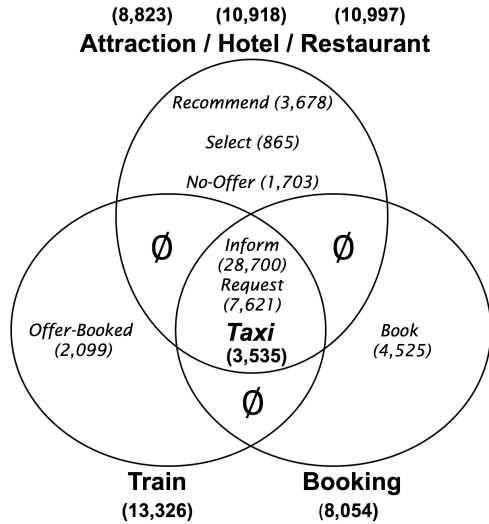 (8,823) (10,918) (10,997)
Attraction / Hotel / Restaurant
Recommend (3,678)
Select (865)
No-Offer (1,703)
Ø
Ø
Inform
(28,700)
Request
(7,621)
Taxi
(3,535)
Offer-Booked
(2,099)
Book
(4,525)
Ø
Train
(13,326)
Booking
(8,054)